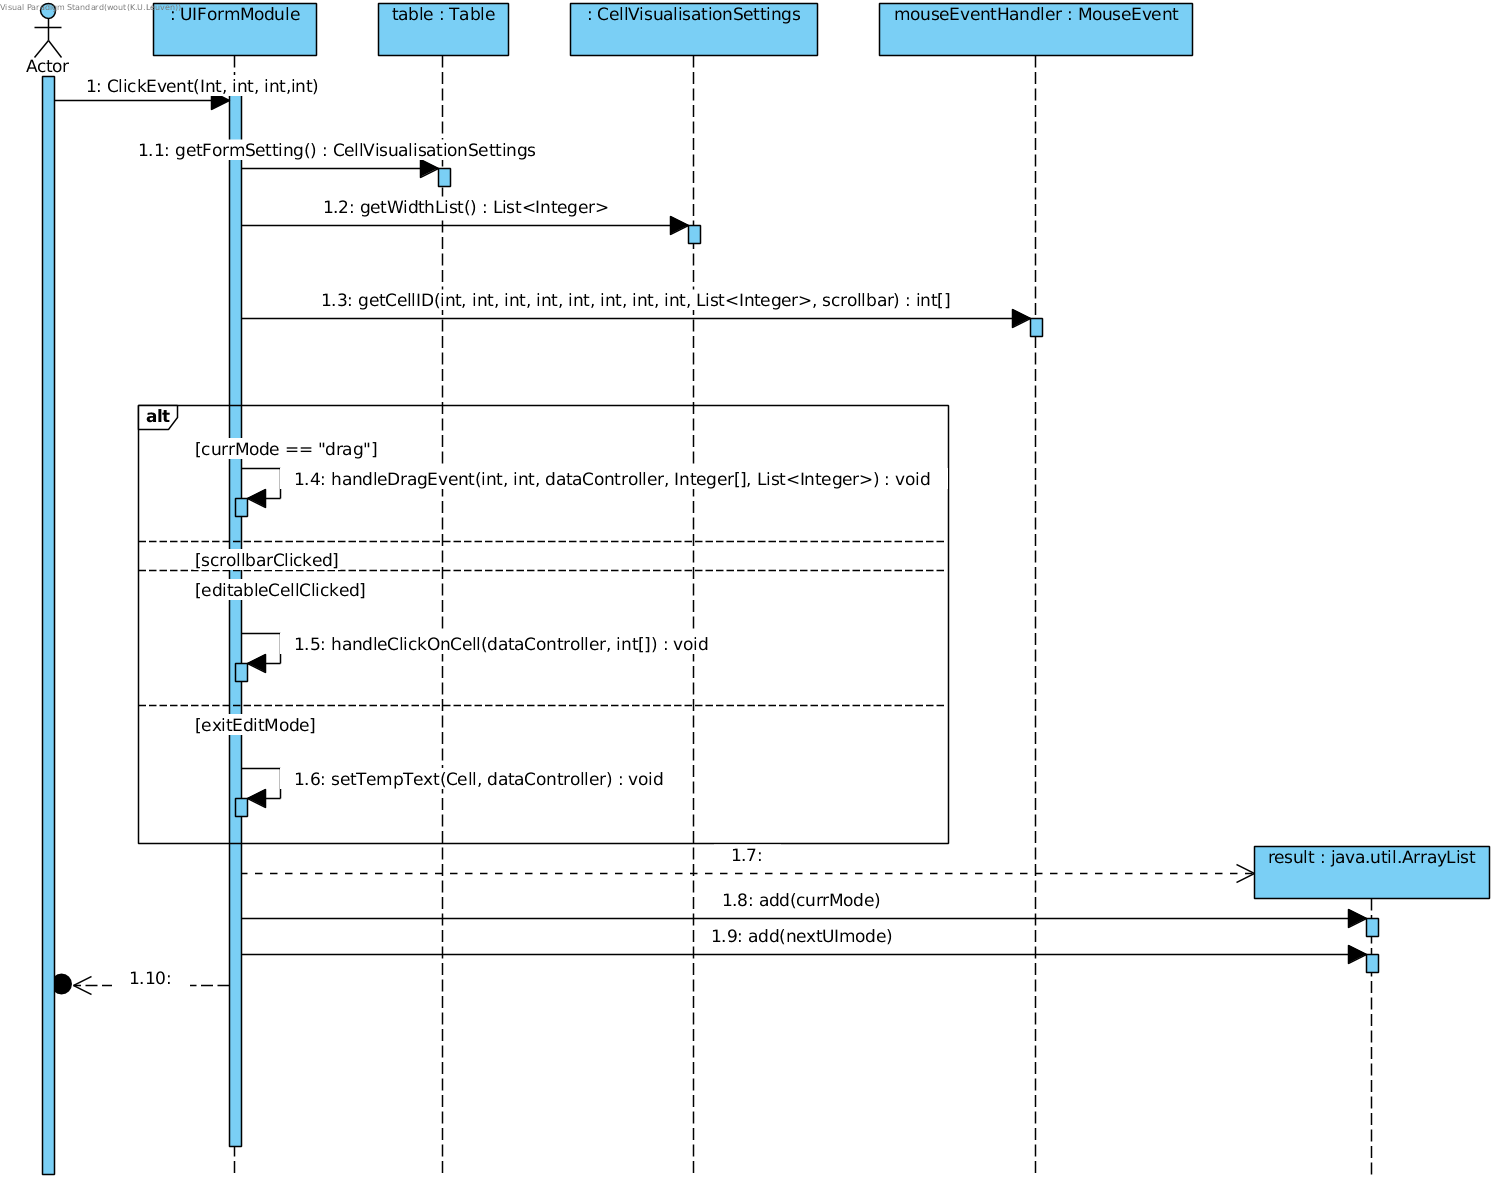 Visual Paradigm Standard(wout(K.U.Leuven))
Actor
: UIFormModule
table : Table
: CellVisualisationSettings
mouseEventHandler : MouseEvent
1: ClickEvent(Int, int, int,int)
1.1: getFormSetting() : CellVisualisationSettings
1.2: getWidthList() : List<Integer>
1.3: getCellID(int, int, int, int, int, int, int, int, List<Integer>, scrollbar) : int[]
alt
[currMode == "drag"]
1.4: handleDragEvent(int, int, dataController, Integer[], List<Integer>) : void
[scrollbarClicked]
[editableCellClicked]
1.5: handleClickOnCell(dataController, int[]) : void
[exitEditMode]
1.6: setTempText(Cell, dataController) : void
1.7:
result : java.util.ArrayList
1.8: add(currMode)
1.9: add(nextUImode)
1.10: